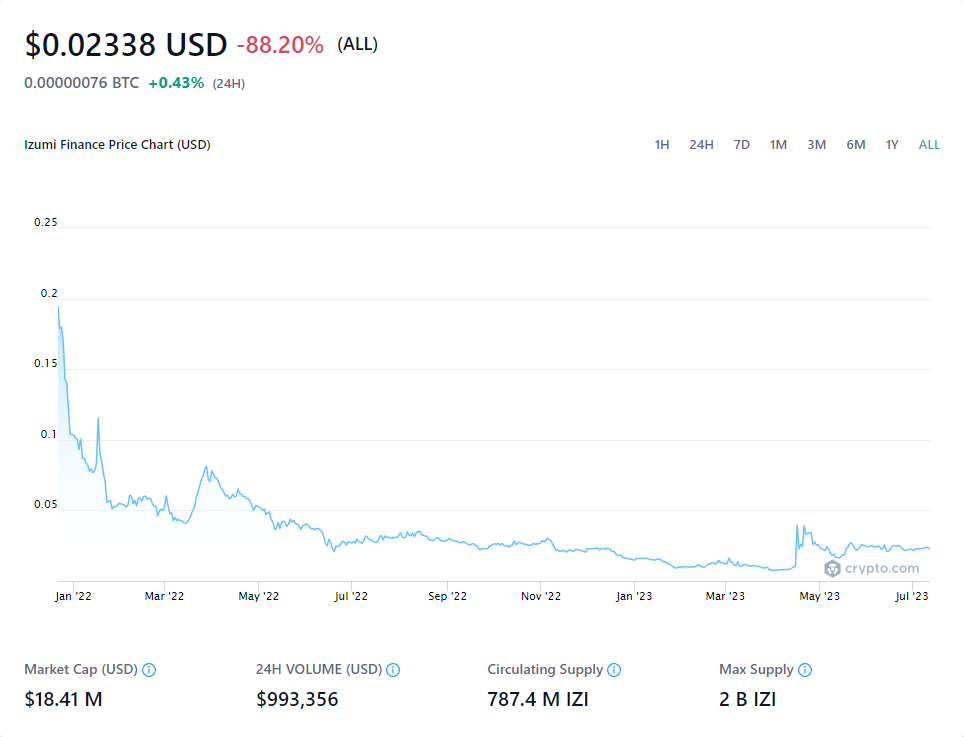 $0.02338 USD -88.20% (ALL)
0.00000076 BTC +0.43% (24H)
Izumi Finance Price Chart (USD) 1H 24H 7D 1M 3M 6M 1Y ALL
0.25
0.2
0.15
0.1
0.05
crypto.com
Jan '22 Mar '22 May '22 Jul '22 Sep '22 Nov '22 Jan '23 Mar '23 May '23 Jul '23
Market Cap (USD) 24H VOLUME (USD) Circulating Supply Max Supply
$18.41 M $993,356 787.4 M IZI 2 B IZI